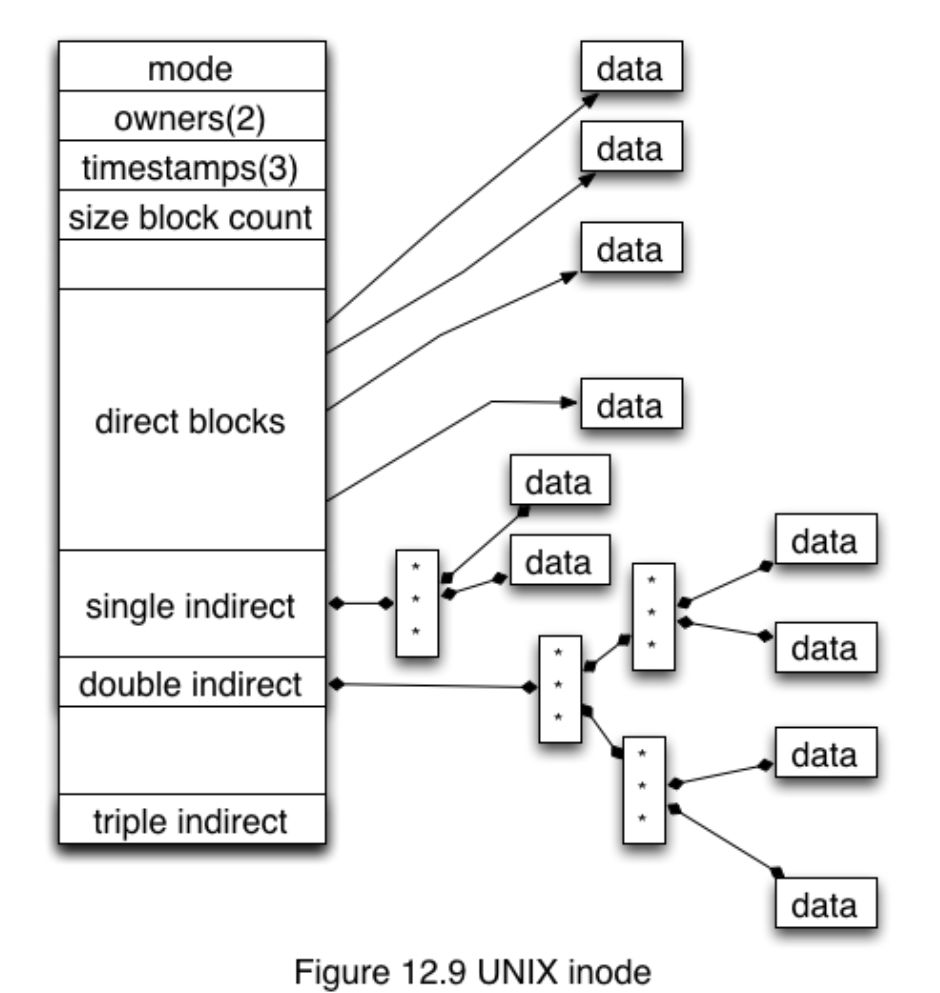 mode
owners(2)
timestamps(3)
size block count
direct blocks
single indirect
double indirect
triple indirect
data
data
data
data
data
data
* 
* 
* 
* 
* 
* 
* 
* 
* 
* 
* 
* 
data
data
data
data
Figure 12.9 UNIX inode